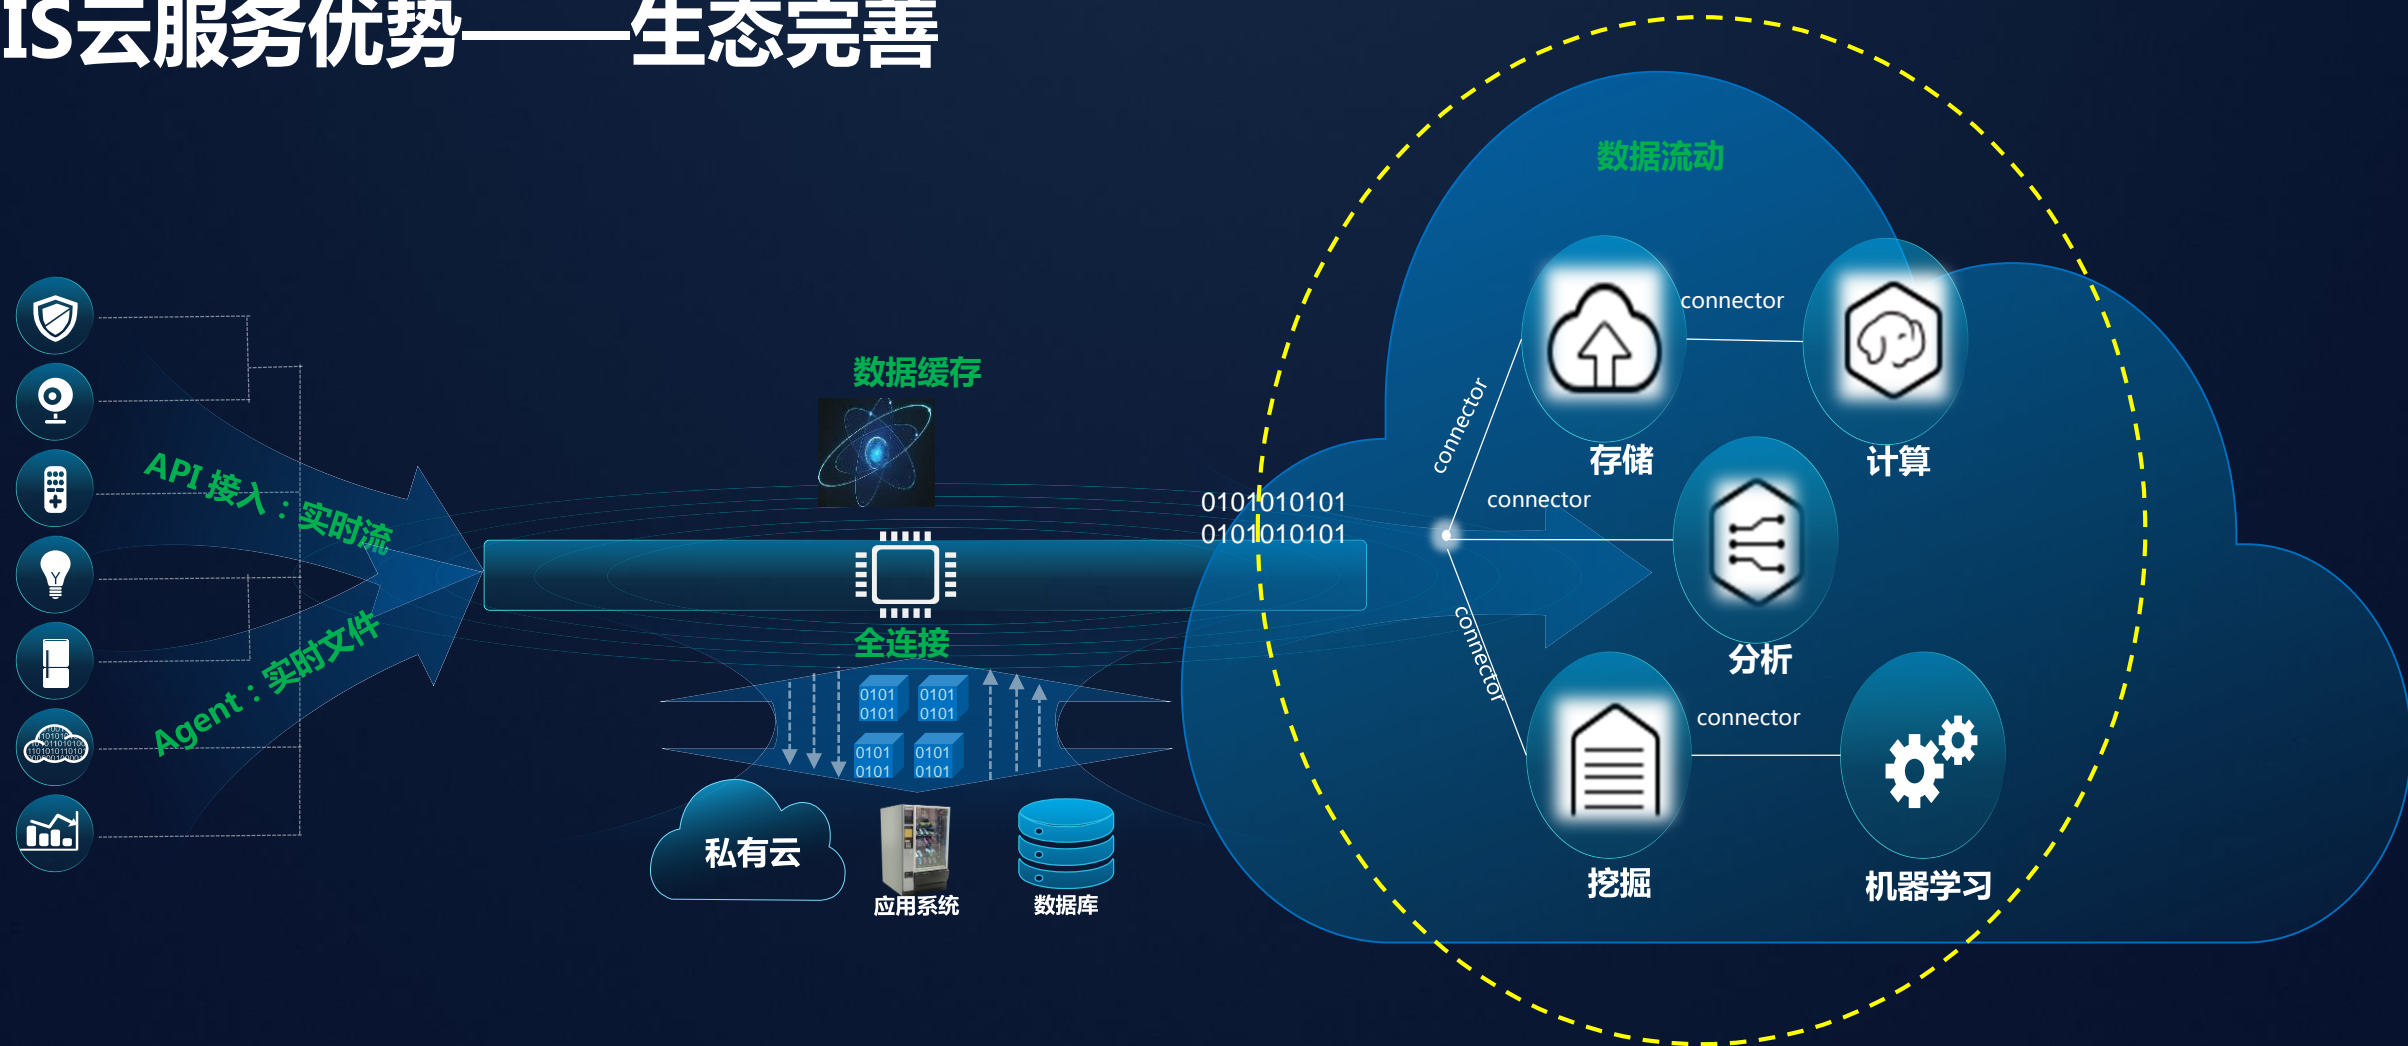 IS云服务优势——生态完善
数据流动
connector
存储
计算
connector
connector
分析
connector
connector
挖掘
机器学习
API 接入：实时流
Agent：实时文件
数据缓存
0101010101
0101010101
全连接
0101
0101
0101
0101
0101
0101
0101
0101
私有云
应用系统
数据库